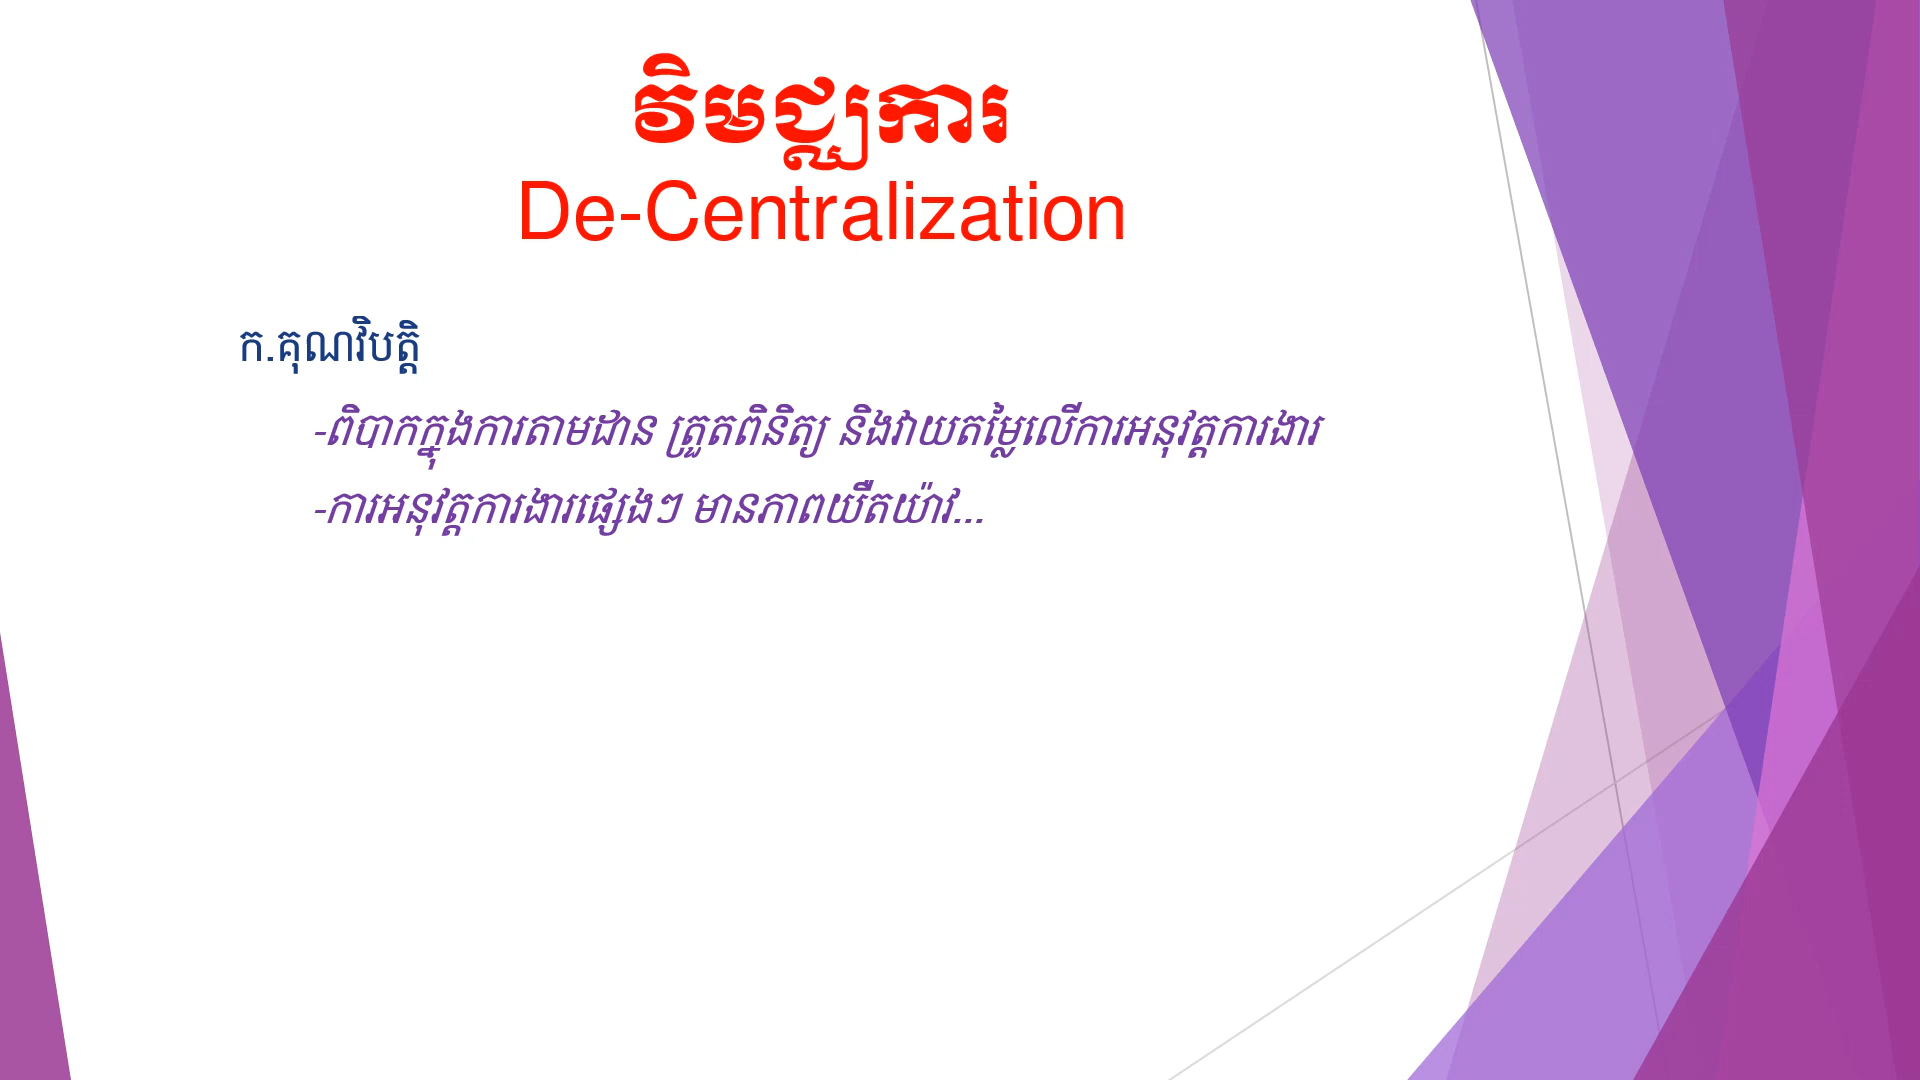 វិមជ្ឈការ
De-Centralization
ក.គុណវិបត្តិ
-ពិបាកក្នុងការតាមដាន ត្រួតពិនិត្យ និងវាយតម្លៃលើការអនុវត្តការងារ
-ការអនុវត្តការងារផ្សេងៗ មានភាពយឺតយ៉ាវ...